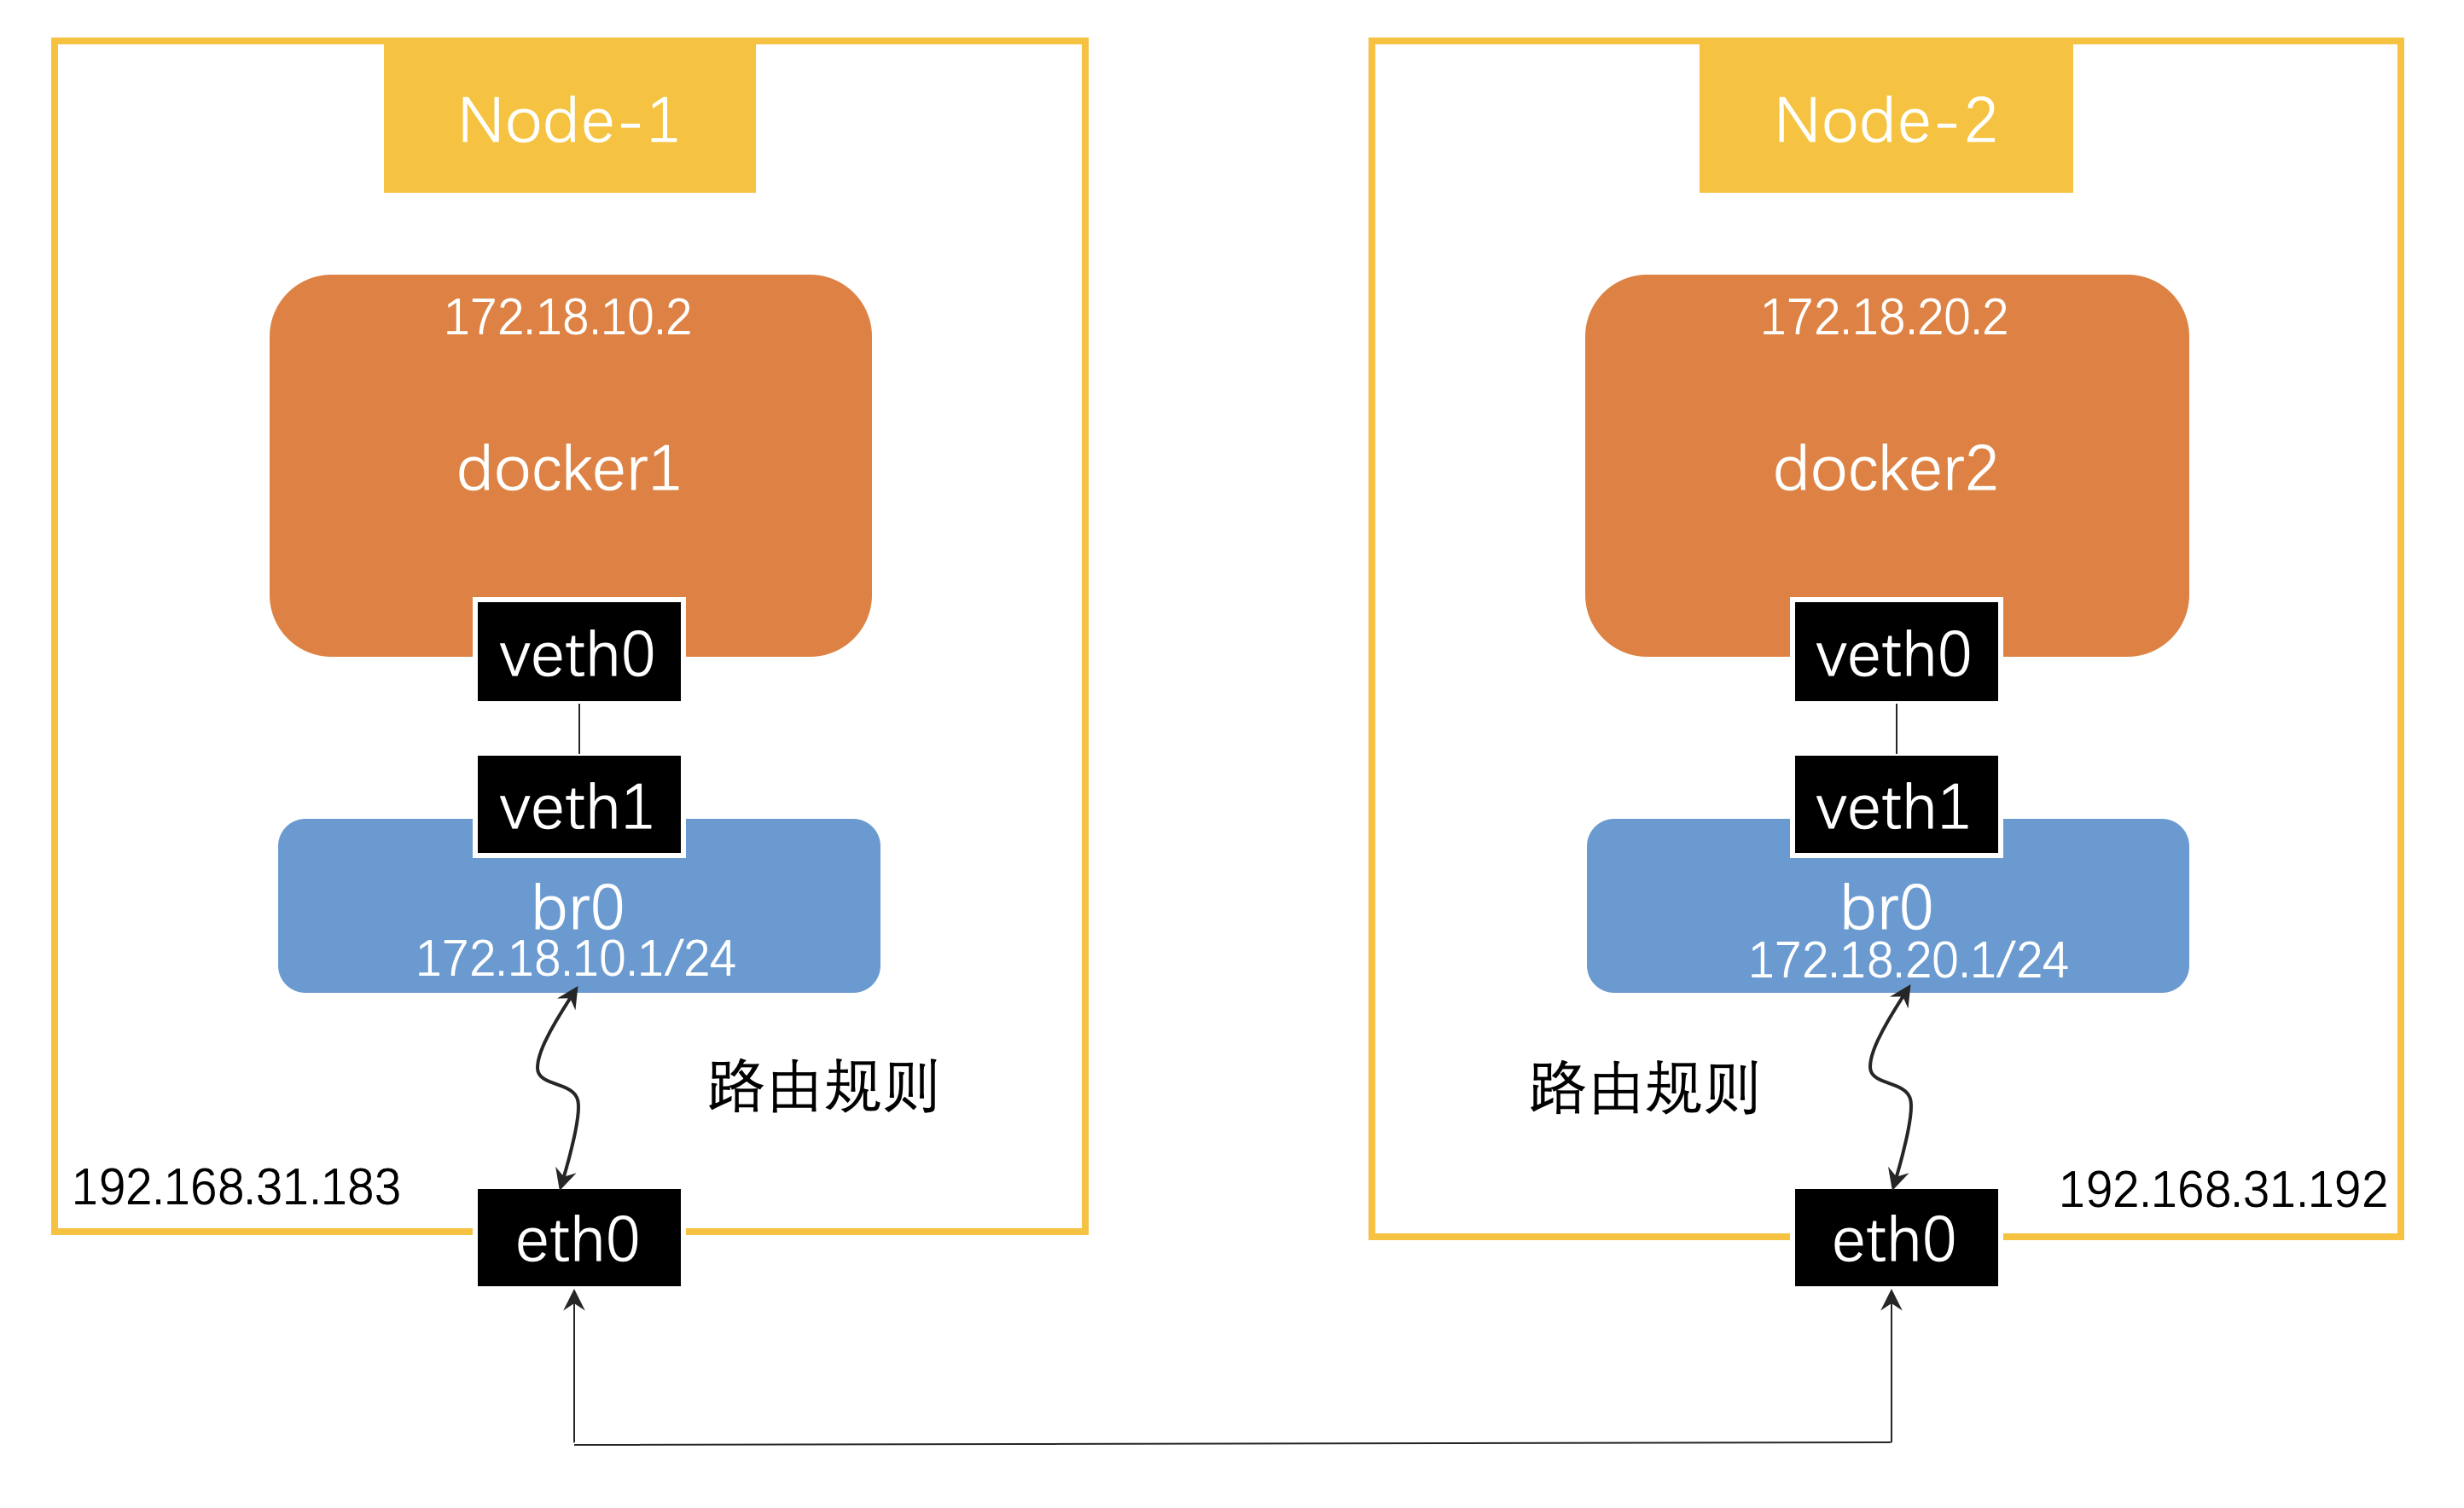 Node-1
172.18.10.2
docker1
veth0
veth1
br0
172.18.10.1/24
路由规则
192.168.31.183
eth0
Node-2
172.18.20.2
docker2
veth0
veth1
br0
172.18.20.1/24
路由规则
192.168.31.192
eth0